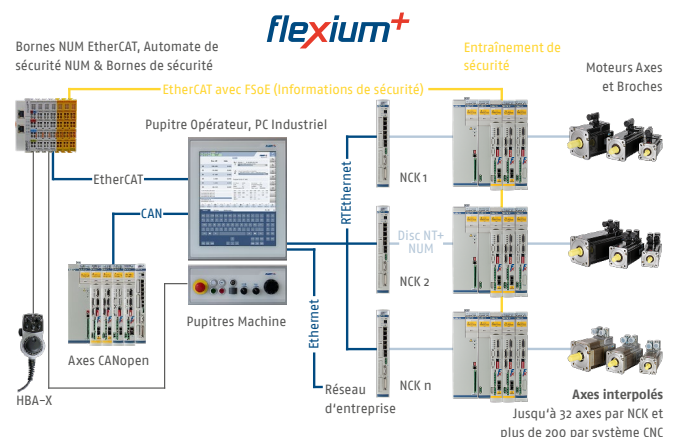 flexium+
Bornes NUM EtherCAT, Automate de
sécurité NUM & Bornes de sécurité
Entraînement de
sécurité
Moteurs Axes
et Broches
EtherCAT avec FSoE (Informations de sécurité)
Pupitre Opérateur, PC Industriel
EtherCAT
CAN
RTEthernet
NCK 1
Disc NT+
NUM
NCK 2
Pupitres Machine
Ethernet
Axes CANopen
HBA-X
Réseau
d'entreprise
NCK n
Axes interpolés
Jusqu'à 32 axes par NCK et
plus de 200 par système CNC